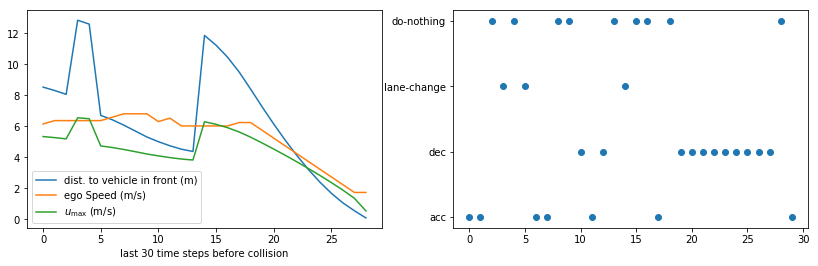 12
10
8
6
4
2
0
dist. to vehicle in front (m)
ego Speed (m/s)
u_max (m/s)
0 5 10 15 20 25
last 30 time steps before collision
do-nothing
lane-change
dec
acc
0 5 10 15 20 25 30